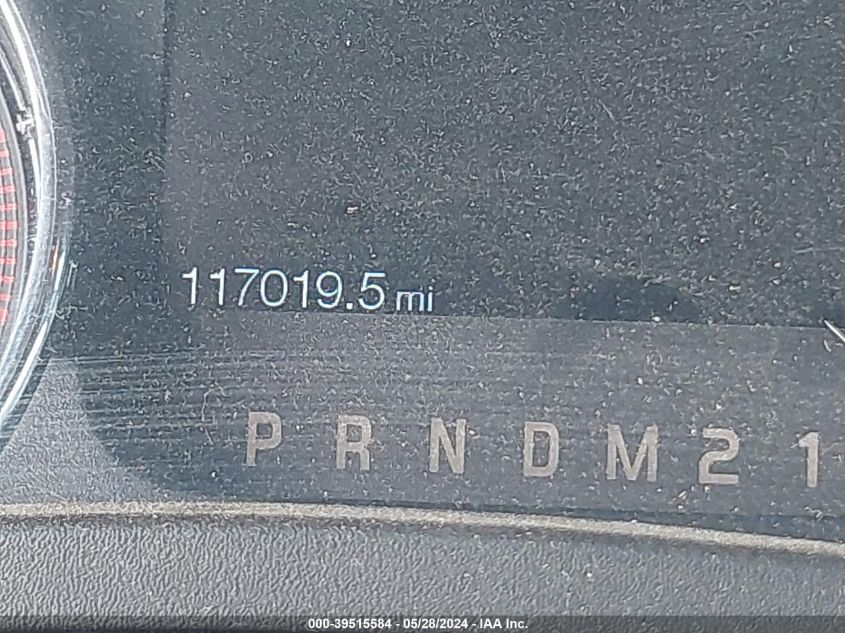 117019.5 mi
P R N D M 2 1
000-39515584 - 05/28/2024 - IAA Inc.